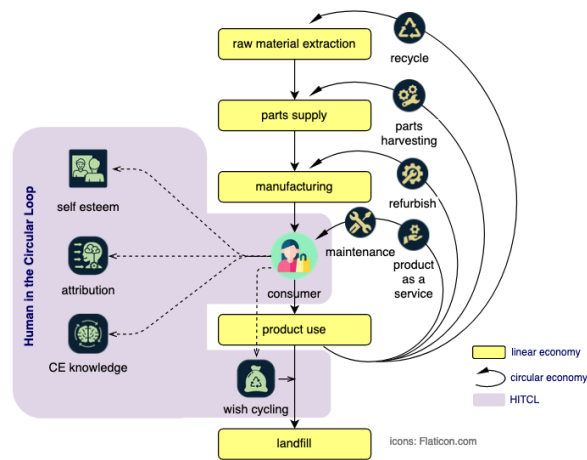 raw material extraction
recycle
parts supply
parts
harvesting
manufacturing
refurbish
self esteem
maintenance
product
as a
service
attribution
consumer
product use
CE knowledge
wish cycling
landfill
Human in the Circular Loop
linear economy
circular economy
HITCL
icons: Flaticon.com